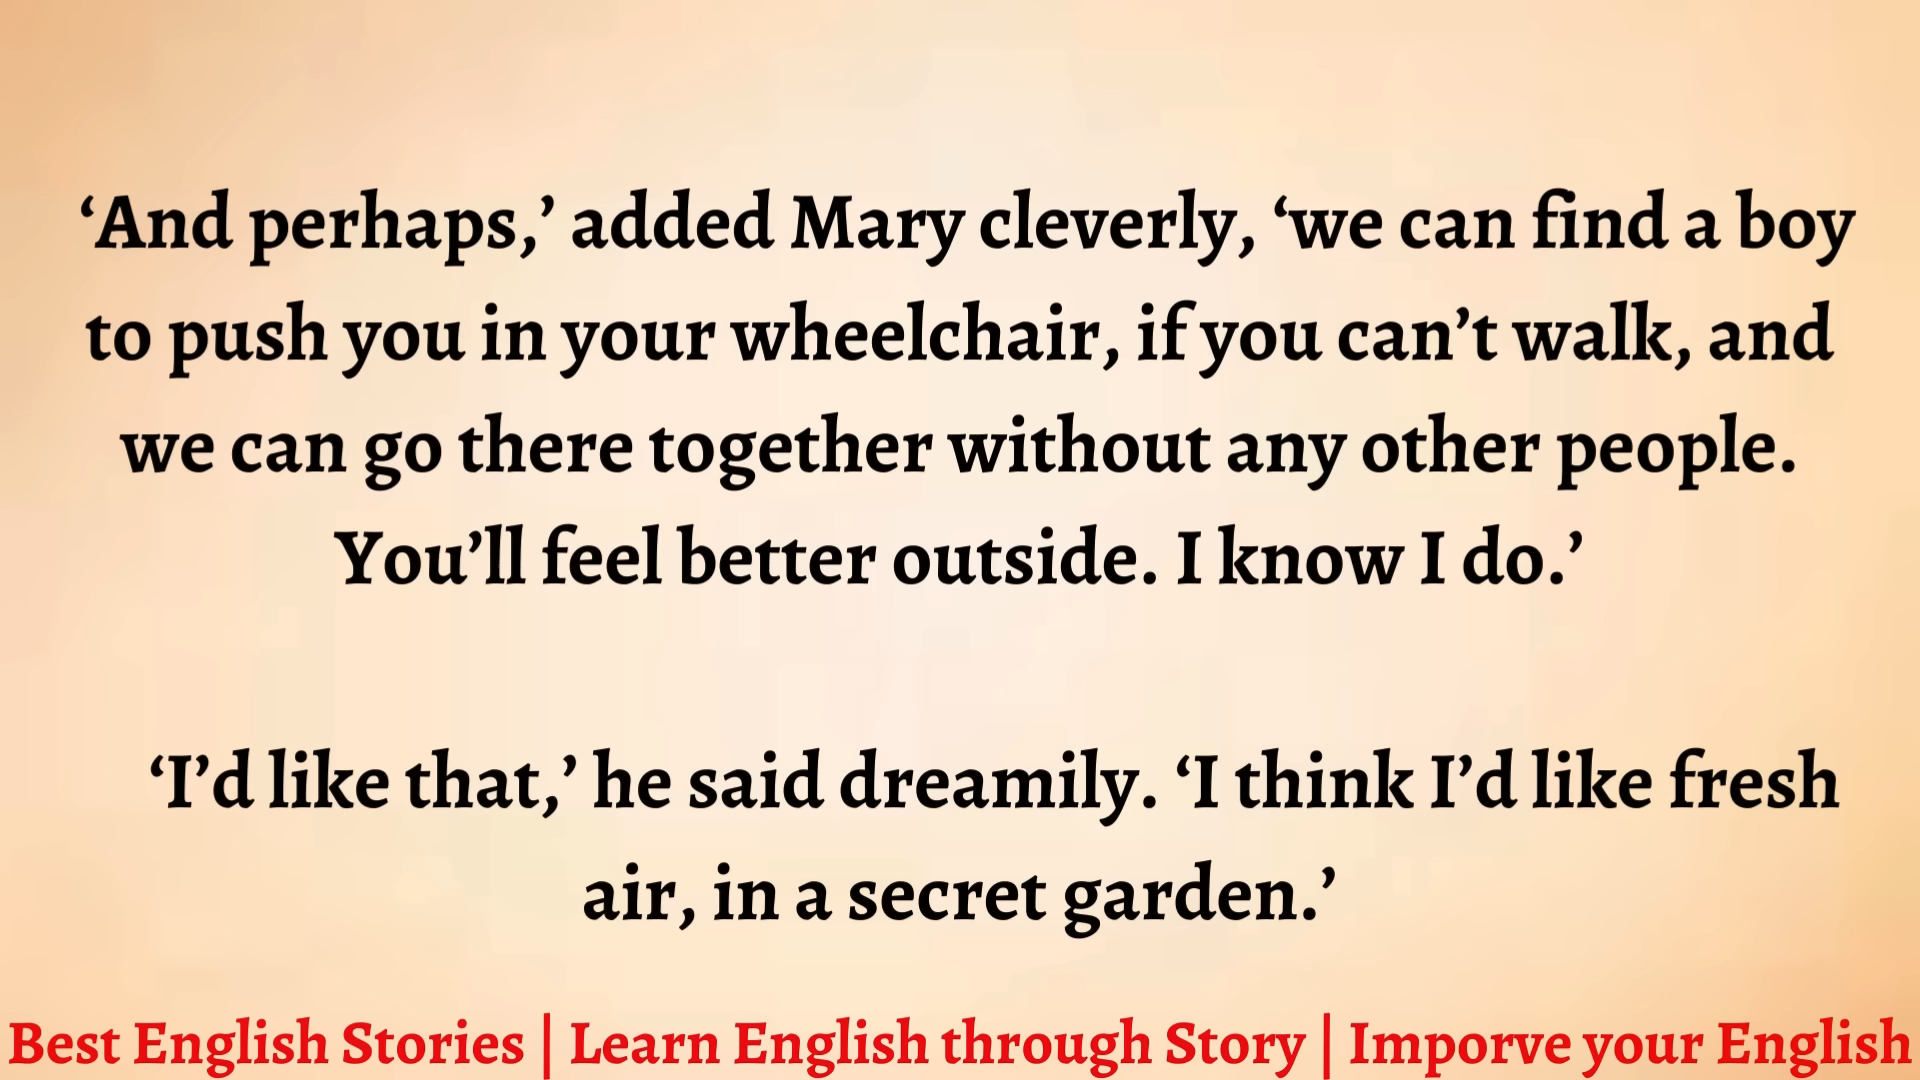 ‘And perhaps,’ added Mary cleverly, ‘we can find a boy
to push you in your wheelchair, if you can’t walk, and
we can go there together without any other people.
You’ll feel better outside. I know I do.’
‘I’d like that,’ he said dreamily. ‘I think I’d like fresh
air, in a secret garden.’
Best English Stories | Learn English through Story | Imporve your English